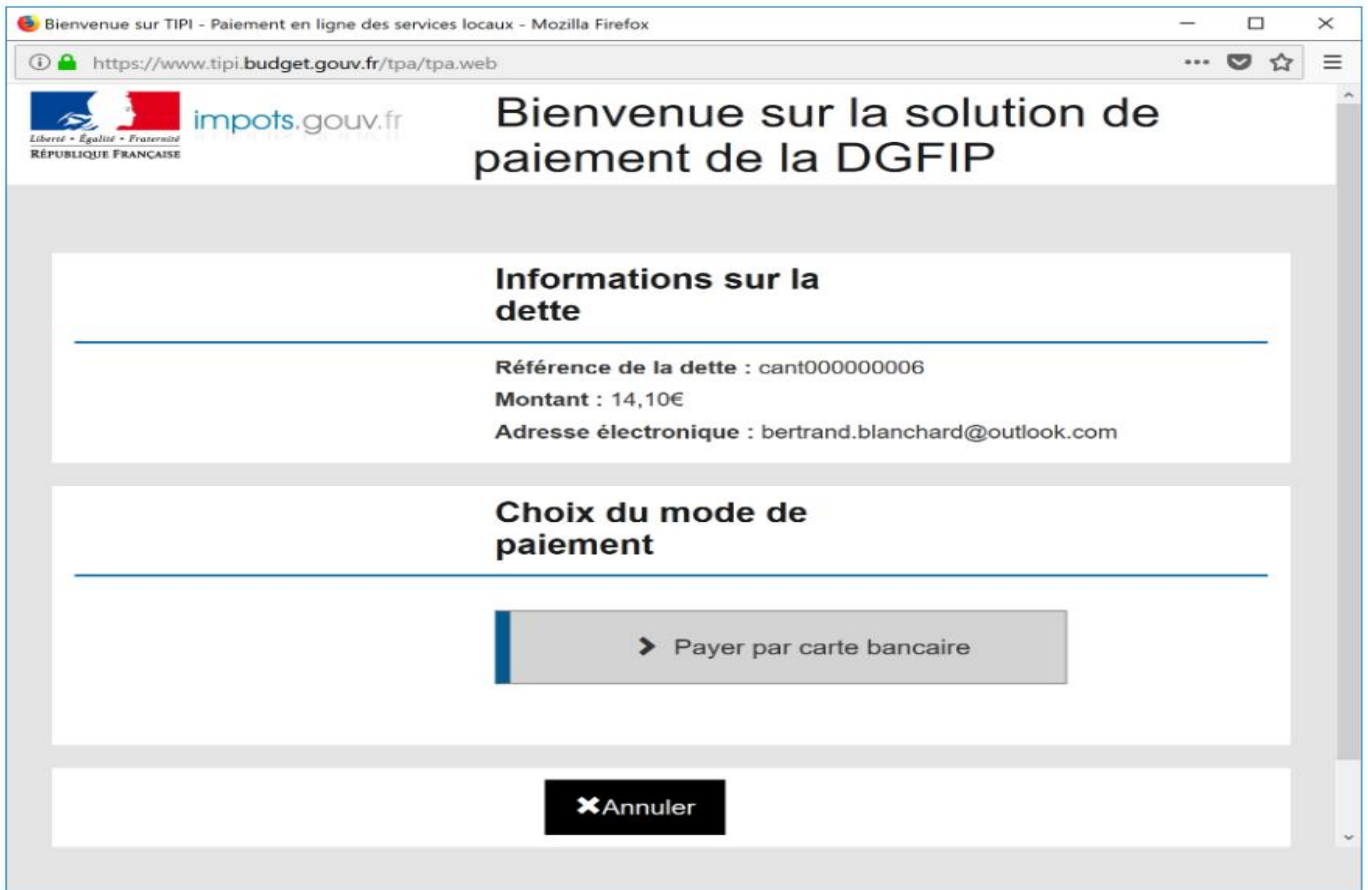 Bienvenue sur TIPI - Paiement en ligne des services locaux - Mozilla Firefox
https://www.tipi.budget.gouv.fr/tpa/tpa.web
Liberté • Égalité • Fraternité
RÉPUBLIQUE FRANÇAISE
impots.gouv.fr
Bienvenue sur la solution de
paiement de la DGFIP
Informations sur la
dette
Référence de la dette : cant000000006
Montant : 14,10€
Adresse électronique : bertrand.blanchard@outlook.com
Choix du mode de
paiement
Payer par carte bancaire
Annuler